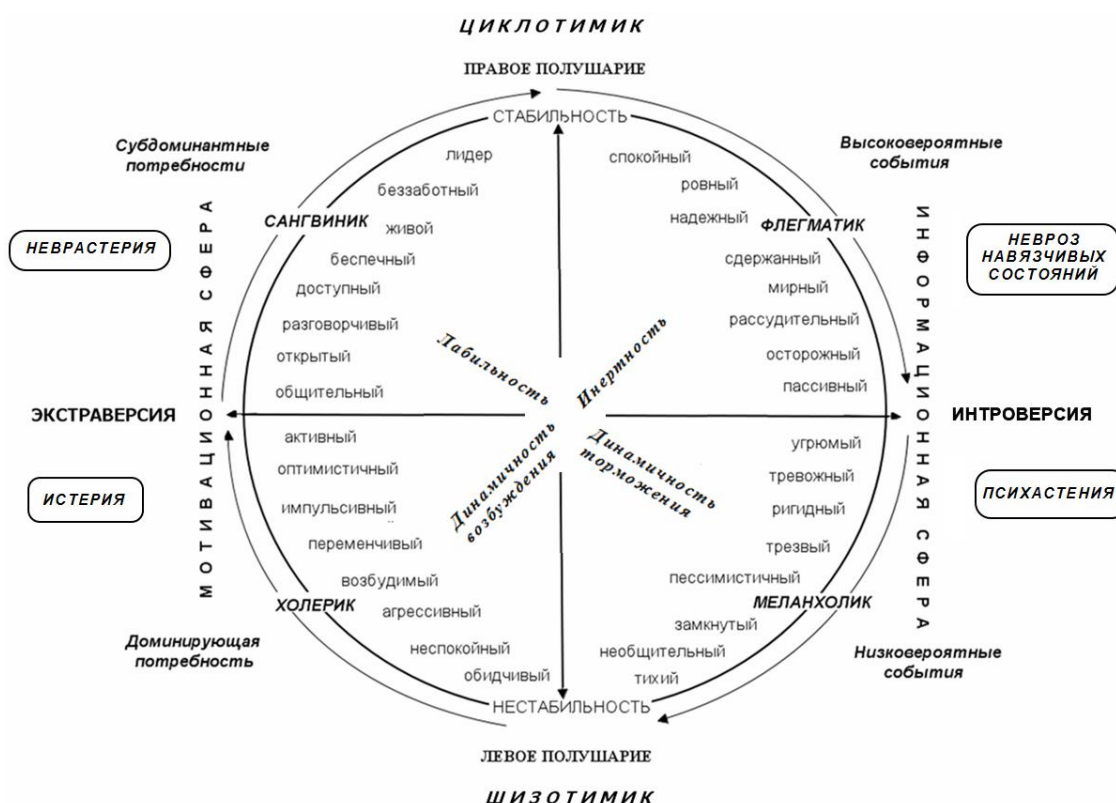 ЦИКЛОТИМИК
ПРАВОЕ ПОЛУШАРИЕ
СТАБИЛЬНОСТЬ
Субдоминантные
потребности
Высоковероятные
события
лидер
беззаботный
САНГВИНИК
живой
беспечный
доступный
разговорчивый
открытый
общительный
спокойный
ровный
надежный
ФЛЕГМАТИК
сдержанный
мирный
рассудительный
осторожный
пассивный
НЕВРАСТЕРИЯ
НЕВРОЗ
НАВЯЗЧИВЫХ
СОСТОЯНИЙ
МОТИВАЦИОННАЯ СФЕРА
ИНФОРМАЦИОННАЯ СФЕРА
Лабильность
Инертность
ЭКСТРАВЕРСИЯ
ИНТРОВЕРСИЯ
Динамичность
возбуждения
Динамичность
торможения
ИСТЕРИЯ
ПСИХАСТЕНИЯ
активный
оптимистичный
импульсивный
переменчивый
возбудимый
ХОЛЕРИК
агрессивный
неспокойный
обидчивый
угрюмый
тревожный
ригидный
трезвый
пессимистичный
МЕЛАНХОЛИК
замкнутый
необщительный
тихий
Доминирующая
потребность
Низковероятные
события
НЕСТАБИЛЬНОСТЬ
ЛЕВОЕ ПОЛУШАРИЕ
ШИЗОТИМИК